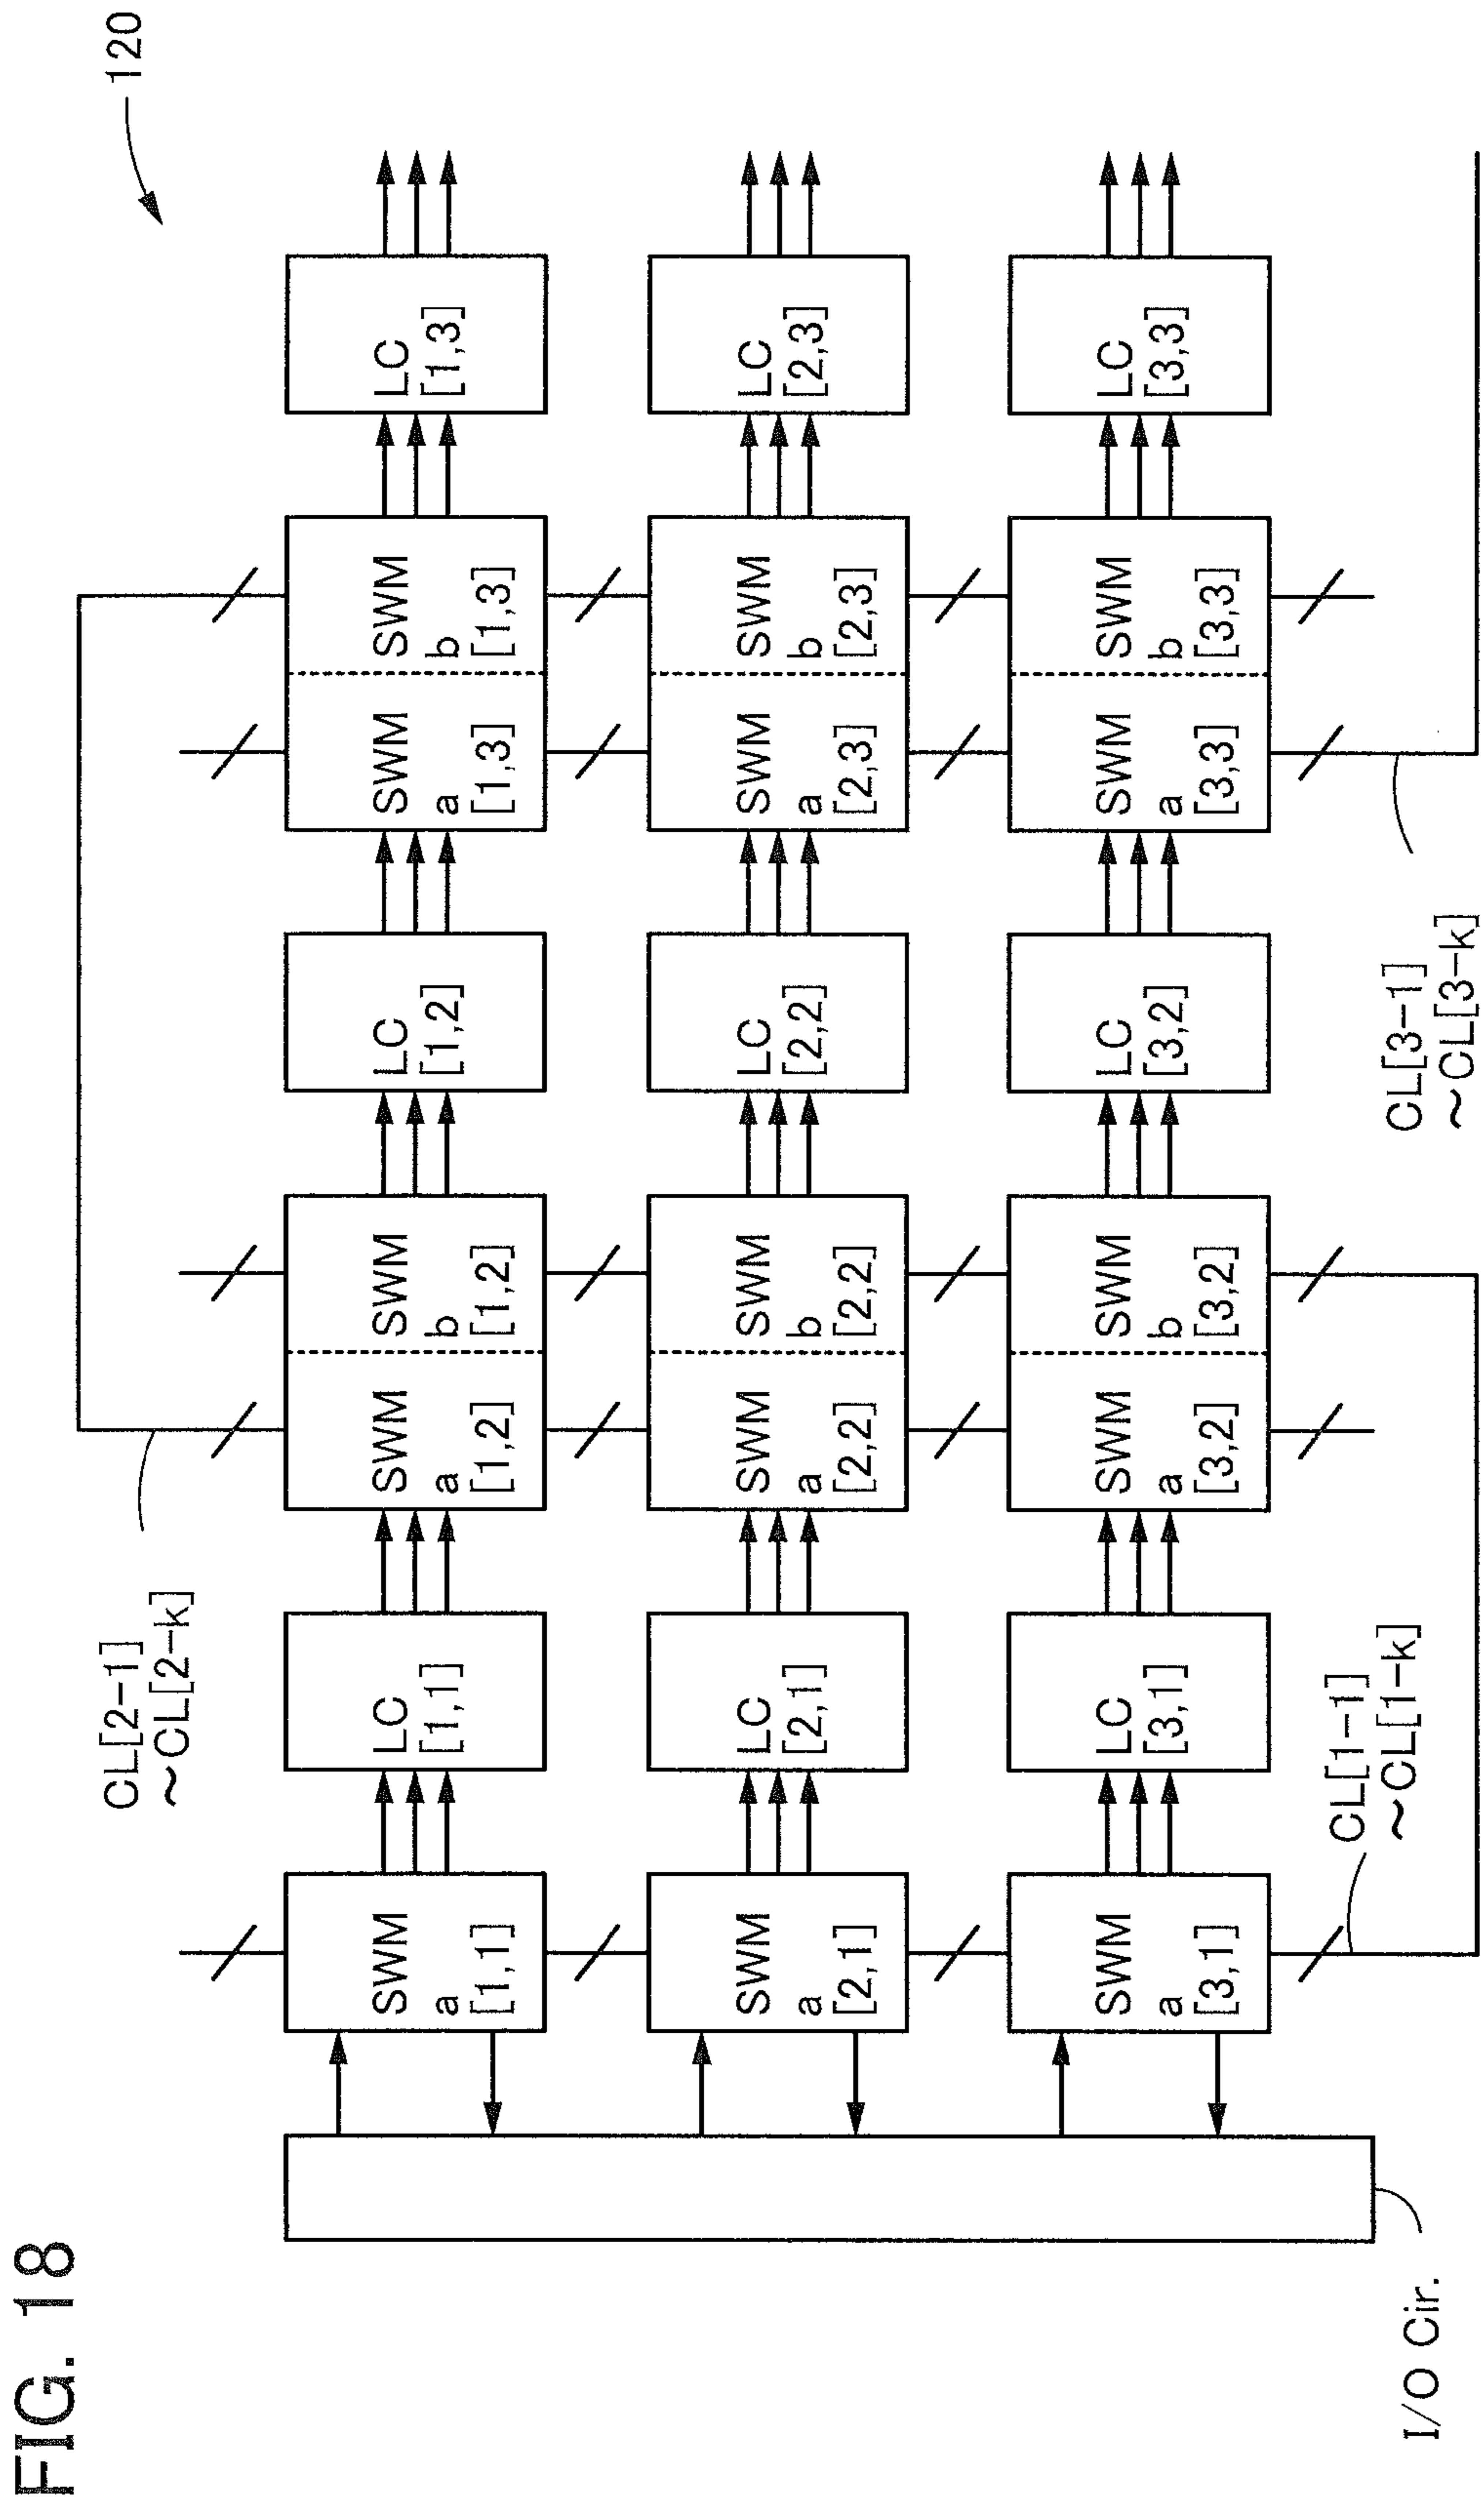 FIG. 18
120
CL[2-1]
~CL[2-k]
SWM
a
[1,1]
LC
[1,1]
SWM
a
[1,2]
SWM
b
[1,2]
LC
[1,2]
SWM
a
[1,3]
SWM
b
[1,3]
LC
[1,3]
SWM
a
[2,1]
LC
[2,1]
SWM
a
[2,2]
SWM
b
[2,2]
LC
[2,2]
SWM
a
[2,3]
SWM
b
[2,3]
LC
[2,3]
SWM
a
[3,1]
LC
[3,1]
SWM
a
[3,2]
SWM
b
[3,2]
LC
[3,2]
SWM
a
[3,3]
SWM
b
[3,3]
LC
[3,3]
I/O Cir.
CL[1-1]
~CL[1-k]
CL[3-1]
~CL[3-k]